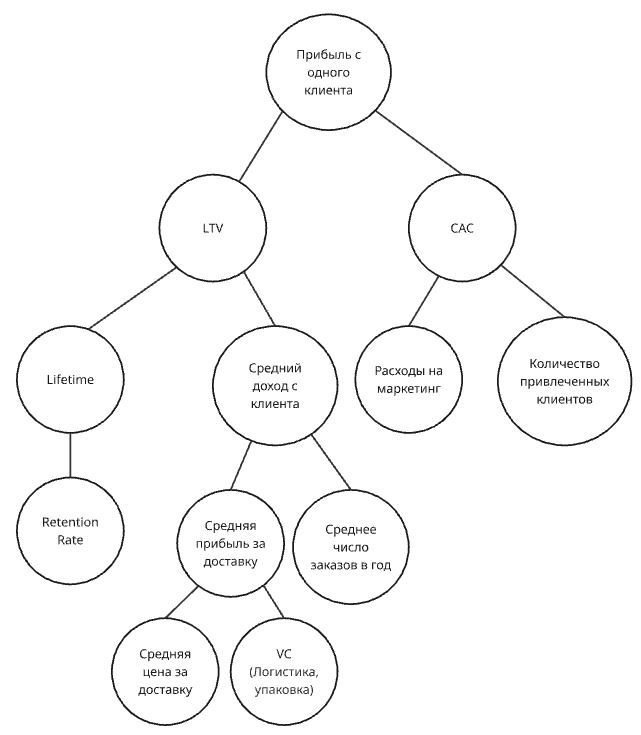 Прибыль с
одного
клиента
LTV
CAC
Lifetime
Средний
доход с
клиента
Расходы на
маркетинг
Количество
привлеченных
клиентов
Retention
Rate
Средняя
прибыль за
доставку
Среднее
число
заказов в год
Средняя
цена за
доставку
VC
(Логистика,
упаковка)